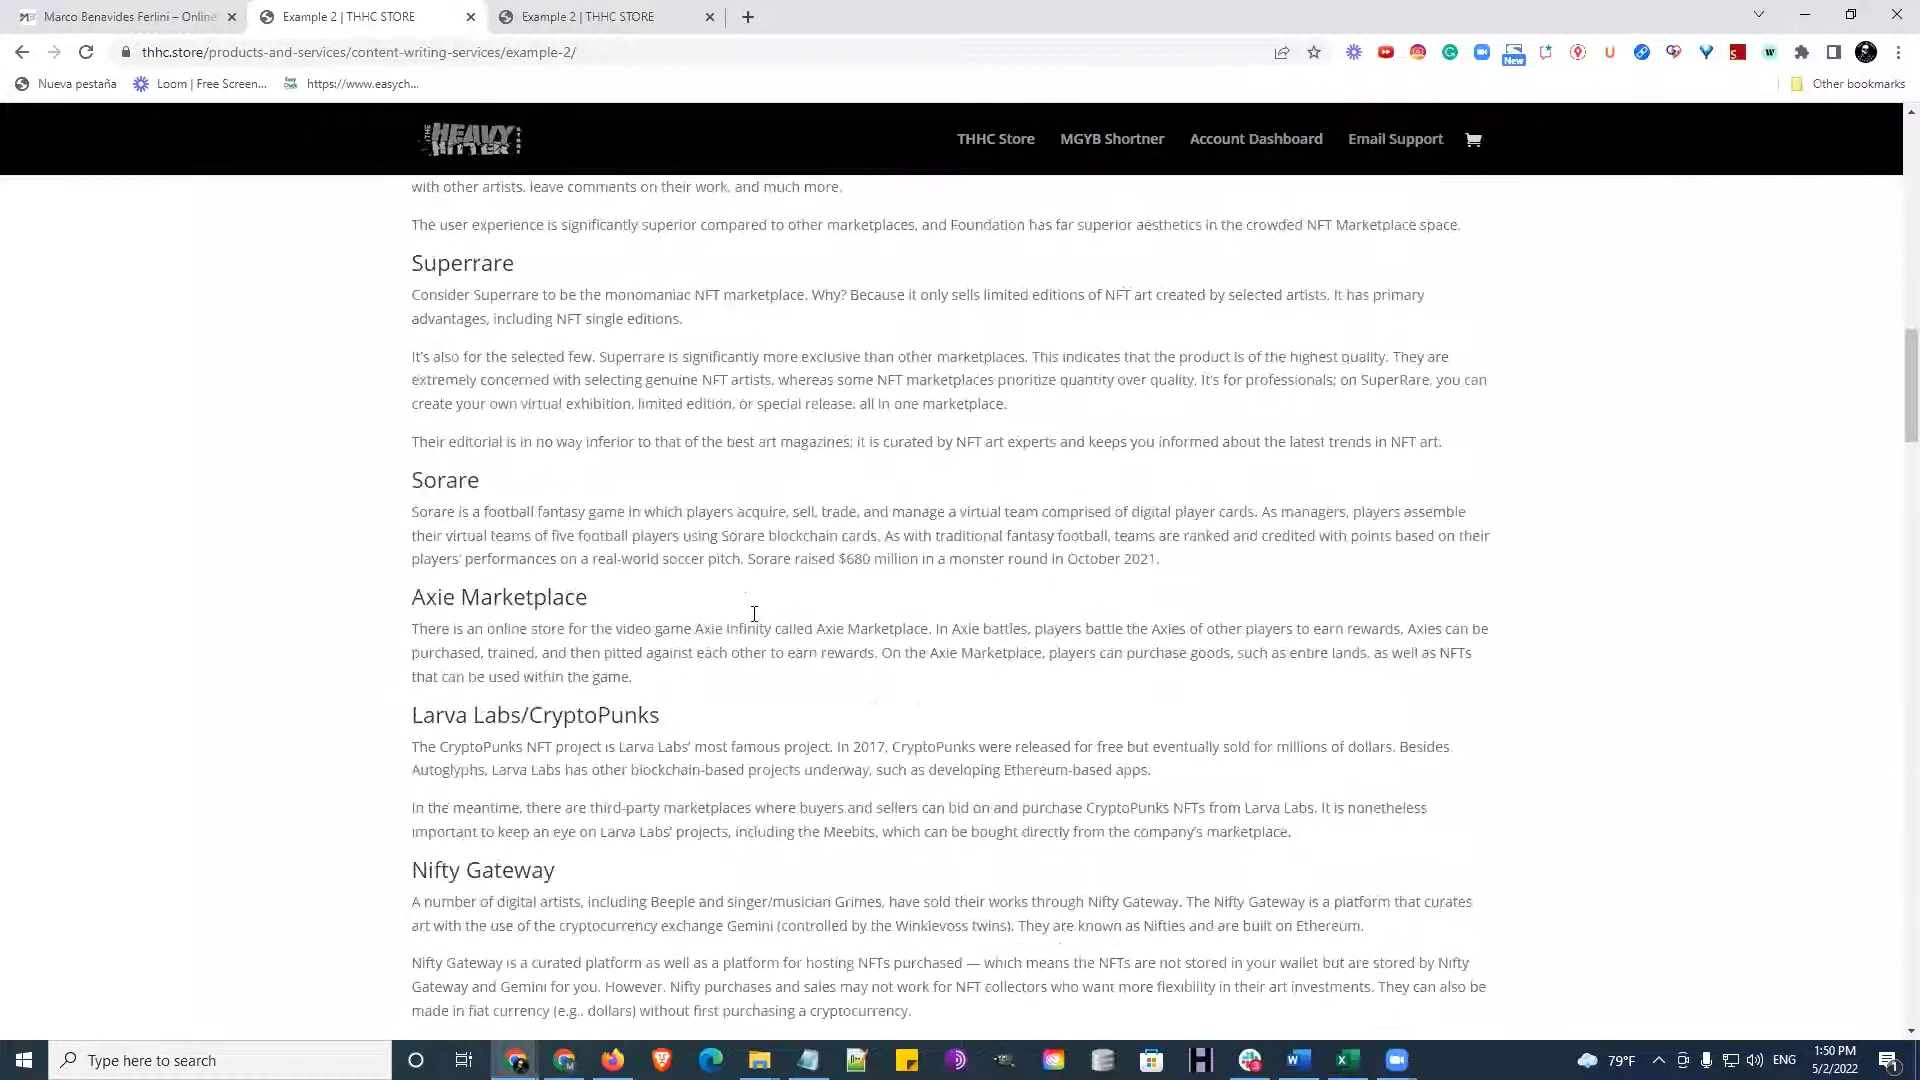 Marco Benavides Ferlini – Online
Example 2 | THHC STORE
Example 2 | THHC STORE
thhc.store/products-and-services/content-writing-services/example-2/
New
Nueva pestaña
Loom | Free Screen...
https://www.easych...
Other bookmarks
THE HEAVY HITTER STORE
THHC Store
MGYB Shortner
Account Dashboard
Email Support
with other artists, leave comments on their work, and much more.
The user experience is significantly superior compared to other marketplaces, and Foundation has far superior aesthetics in the crowded NFT Marketplace space.
Superrare
Consider Superrare to be the monomaniac NFT marketplace. Why? Because it only sells limited editions of NFT art created by selected artists. It has primary
advantages, including NFT single editions.
It's also for the selected few. Superrare is significantly more exclusive than other marketplaces. This indicates that the product is of the highest quality. They are
extremely concerned with selecting genuine NFT artists, whereas some NFT marketplaces prioritize quantity over quality. It's for professionals; on SuperRare, you can
create your own virtual exhibition, limited edition, or special release, all in one marketplace.
Their editorial is in no way inferior to that of the best art magazines; it is curated by NFT art experts and keeps you informed about the latest trends in NFT art.
Sorare
Sorare is a football fantasy game in which players acquire, sell, trade, and manage a virtual team comprised of digital player cards. As managers, players assemble
their virtual teams of five football players using Sorare blockchain cards. As with traditional fantasy football, teams are ranked and credited with points based on their
players' performances on a real-world soccer pitch. Sorare raised $680 million in a monster round in October 2021.
Axie Marketplace
There is an online store for the video game Axie Infinity called Axie Marketplace. In Axie battles, players battle the Axies of other players to earn rewards, Axies can be
purchased, trained, and then pitted against each other to earn rewards. On the Axie Marketplace, players can purchase goods, such as entire lands, as well as NFTs
that can be used within the game.
Larva Labs/CryptoPunks
The CryptoPunks NFT project is Larva Labs' most famous project. In 2017, CryptoPunks were released for free but eventually sold for millions of dollars. Besides
Autoglyphs, Larva Labs has other blockchain-based projects underway, such as developing Ethereum-based apps.
In the meantime, there are third-party marketplaces where buyers and sellers can bid on and purchase CryptoPunks NFTs from Larva Labs. It is nonetheless
important to keep an eye on Larva Labs' projects, including the Meebits, which can be bought directly from the company's marketplace.
Nifty Gateway
A number of digital artists, including Beeple and singer/musician Grimes, have sold their works through Nifty Gateway. The Nifty Gateway is a platform that curates
art with the use of the cryptocurrency exchange Gemini (controlled by the Winklevoss twins). They are known as Nifties and are built on Ethereum.
Nifty Gateway is a curated platform as well as a platform for hosting NFTs purchased — which means the NFTs are not stored in your wallet but are stored by Nifty
Gateway and Gemini for you. However, Nifty purchases and sales may not work for NFT collectors who want more flexibility in their art investments. They can also be
made in fiat currency (e.g., dollars) without first purchasing a cryptocurrency.
Type here to search
79°F
ENG
1:50 PM
5/2/2022